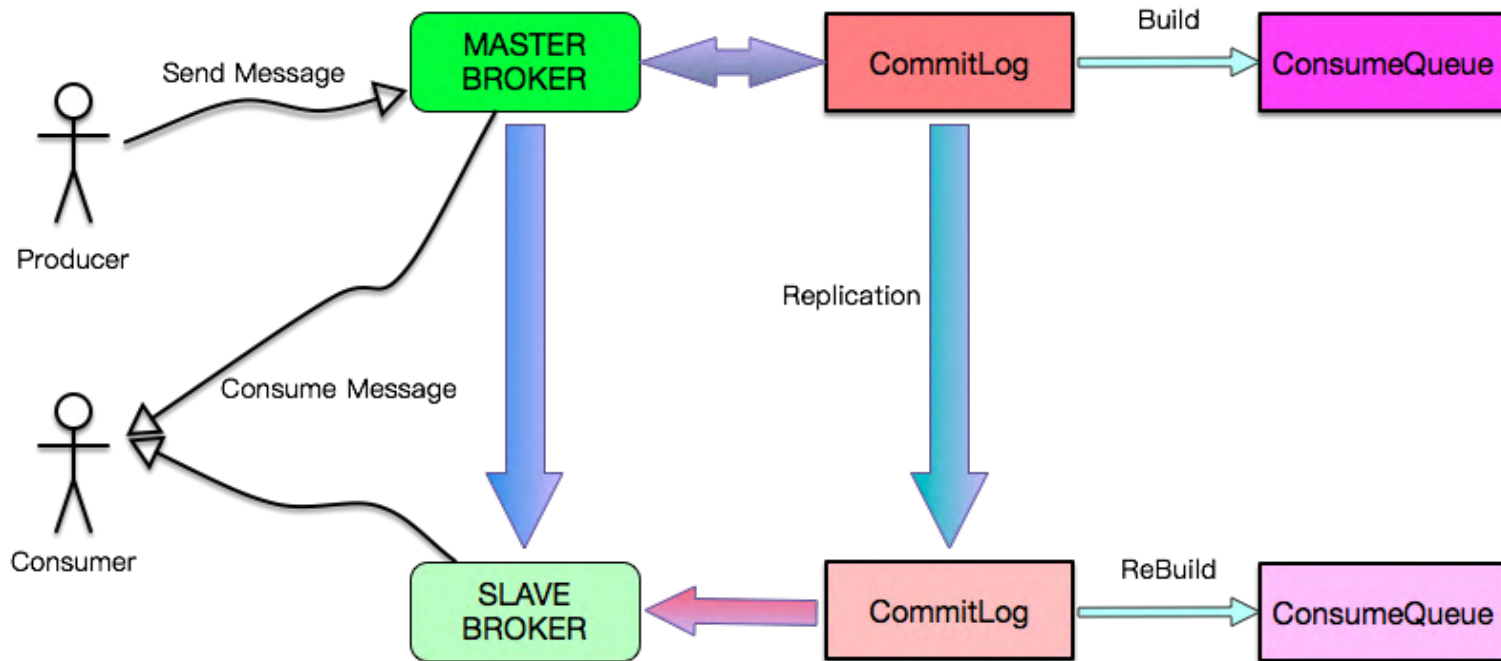 Build
MASTER
BROKER
CommitLog
ConsumeQueue
Send Message
Producer
Replication
Consume Message
Consumer
SLAVE
BROKER
CommitLog
ReBuild
ConsumeQueue